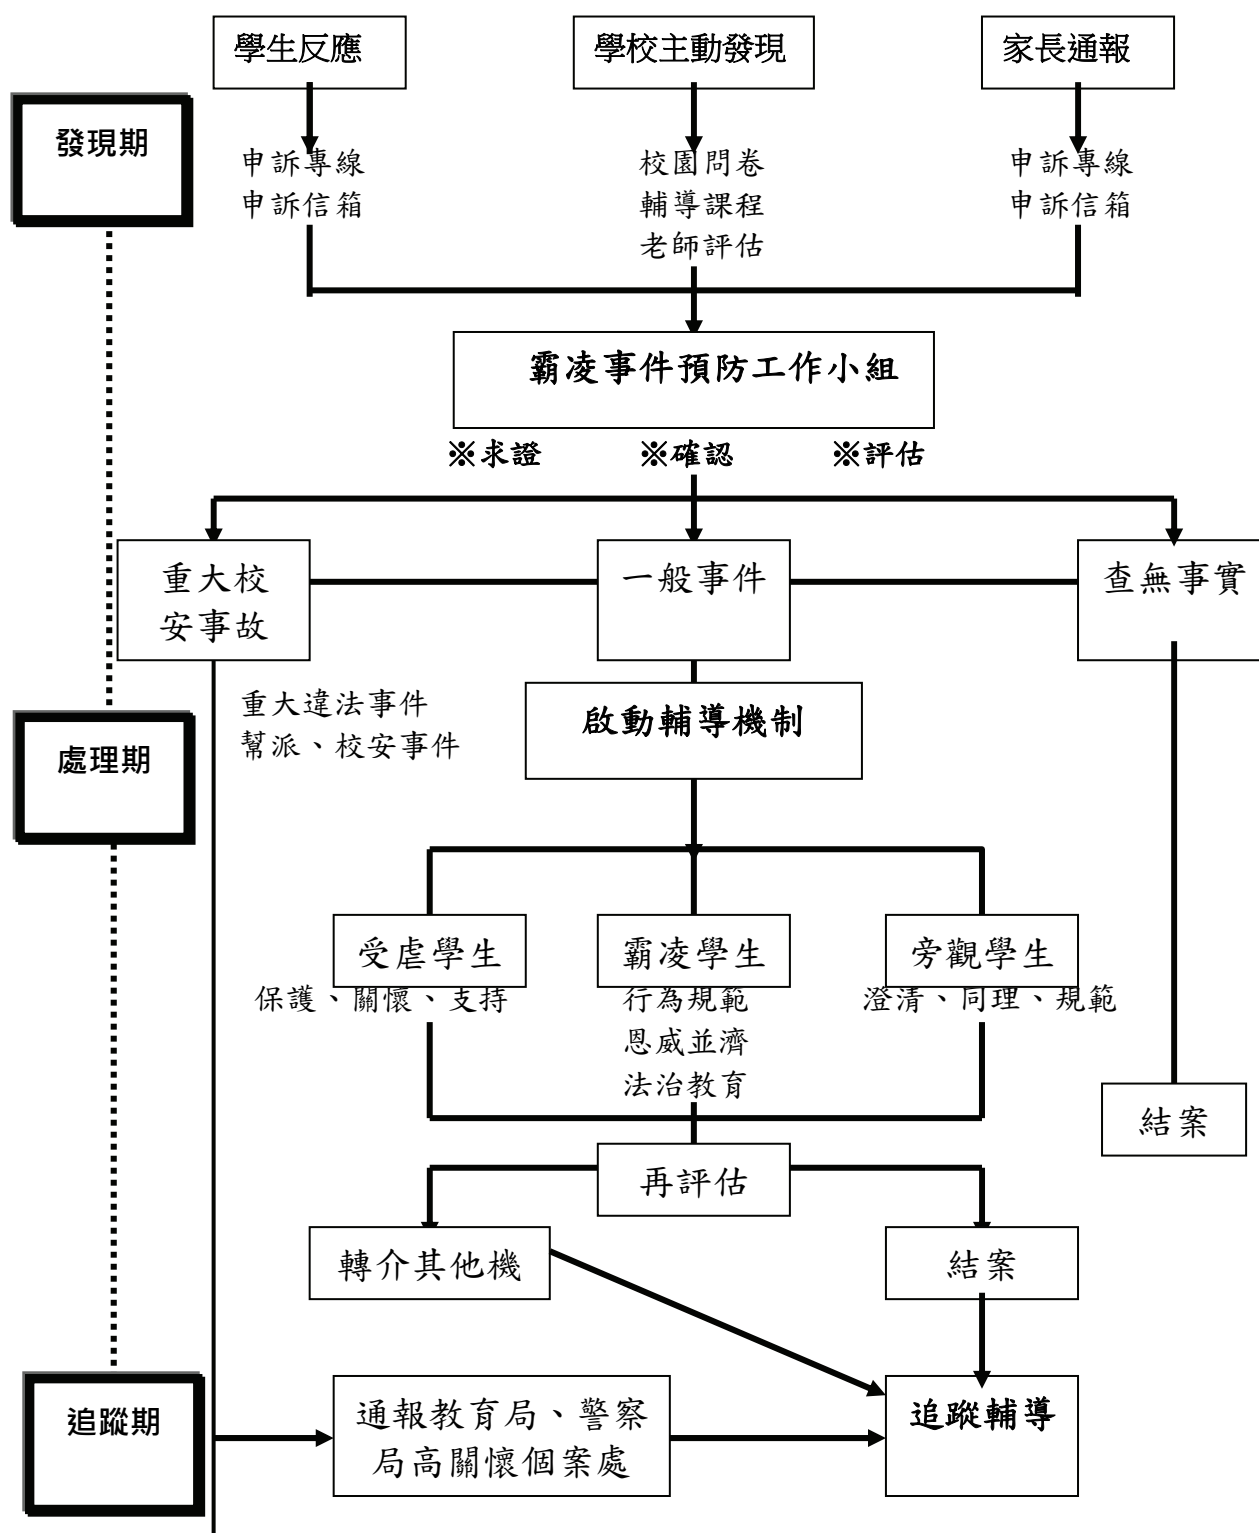 學生反應
學校主動發現
家長通報
發現期
申訴專線
申訴信箱
校園問卷
輔導課程
老師評估
申訴專線
申訴信箱
霸凌事件預防工作小組
※求證 ※確認 ※評估
重大校
安事故
一般事件
查無事實
重大違法事件
幫派、校安事件
啟動輔導機制
處理期
受虐學生
保護、關懷、支持
霸凌學生
行為規範
恩威並濟
法治教育
旁觀學生
澄清、同理、規範
結案
再評估
轉介其他機
結案
追蹤期
通報教育局、警察
局高關懷個案處
追蹤輔導